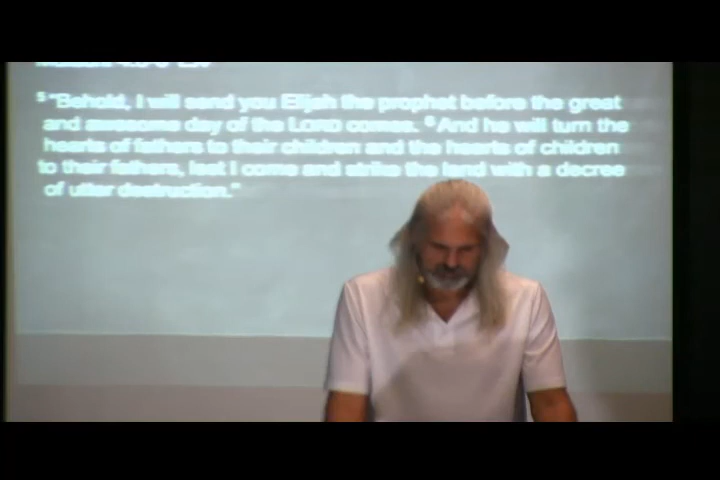 5 "Behold, I will send you Elijah the prophet before the great
and awesome day of the LORD comes. 6 And he will turn the
hearts of fathers to their children and the hearts of children
to their fathers, lest I come and strike the land with a decree
of utter destruction."